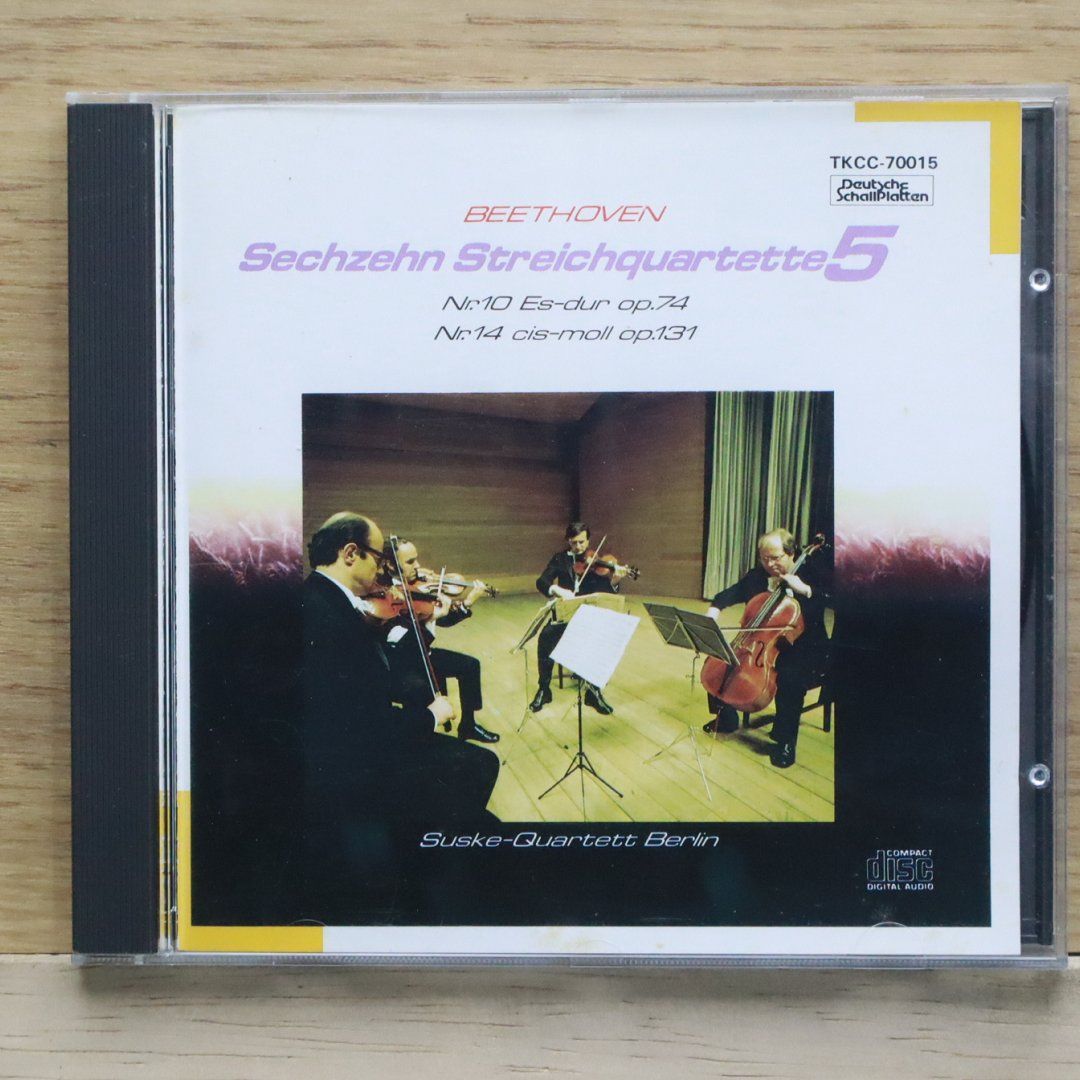 TKCC-70015
Deutsche
SchallPlatten
BEETHOVEN
Sechzehn Streichquartette 5
Nr.10 Es-dur op.74
Nr.14 cis-moll op.131
Suske-Quartett Berlin
COMPACT
disc
DIGITAL AUDIO